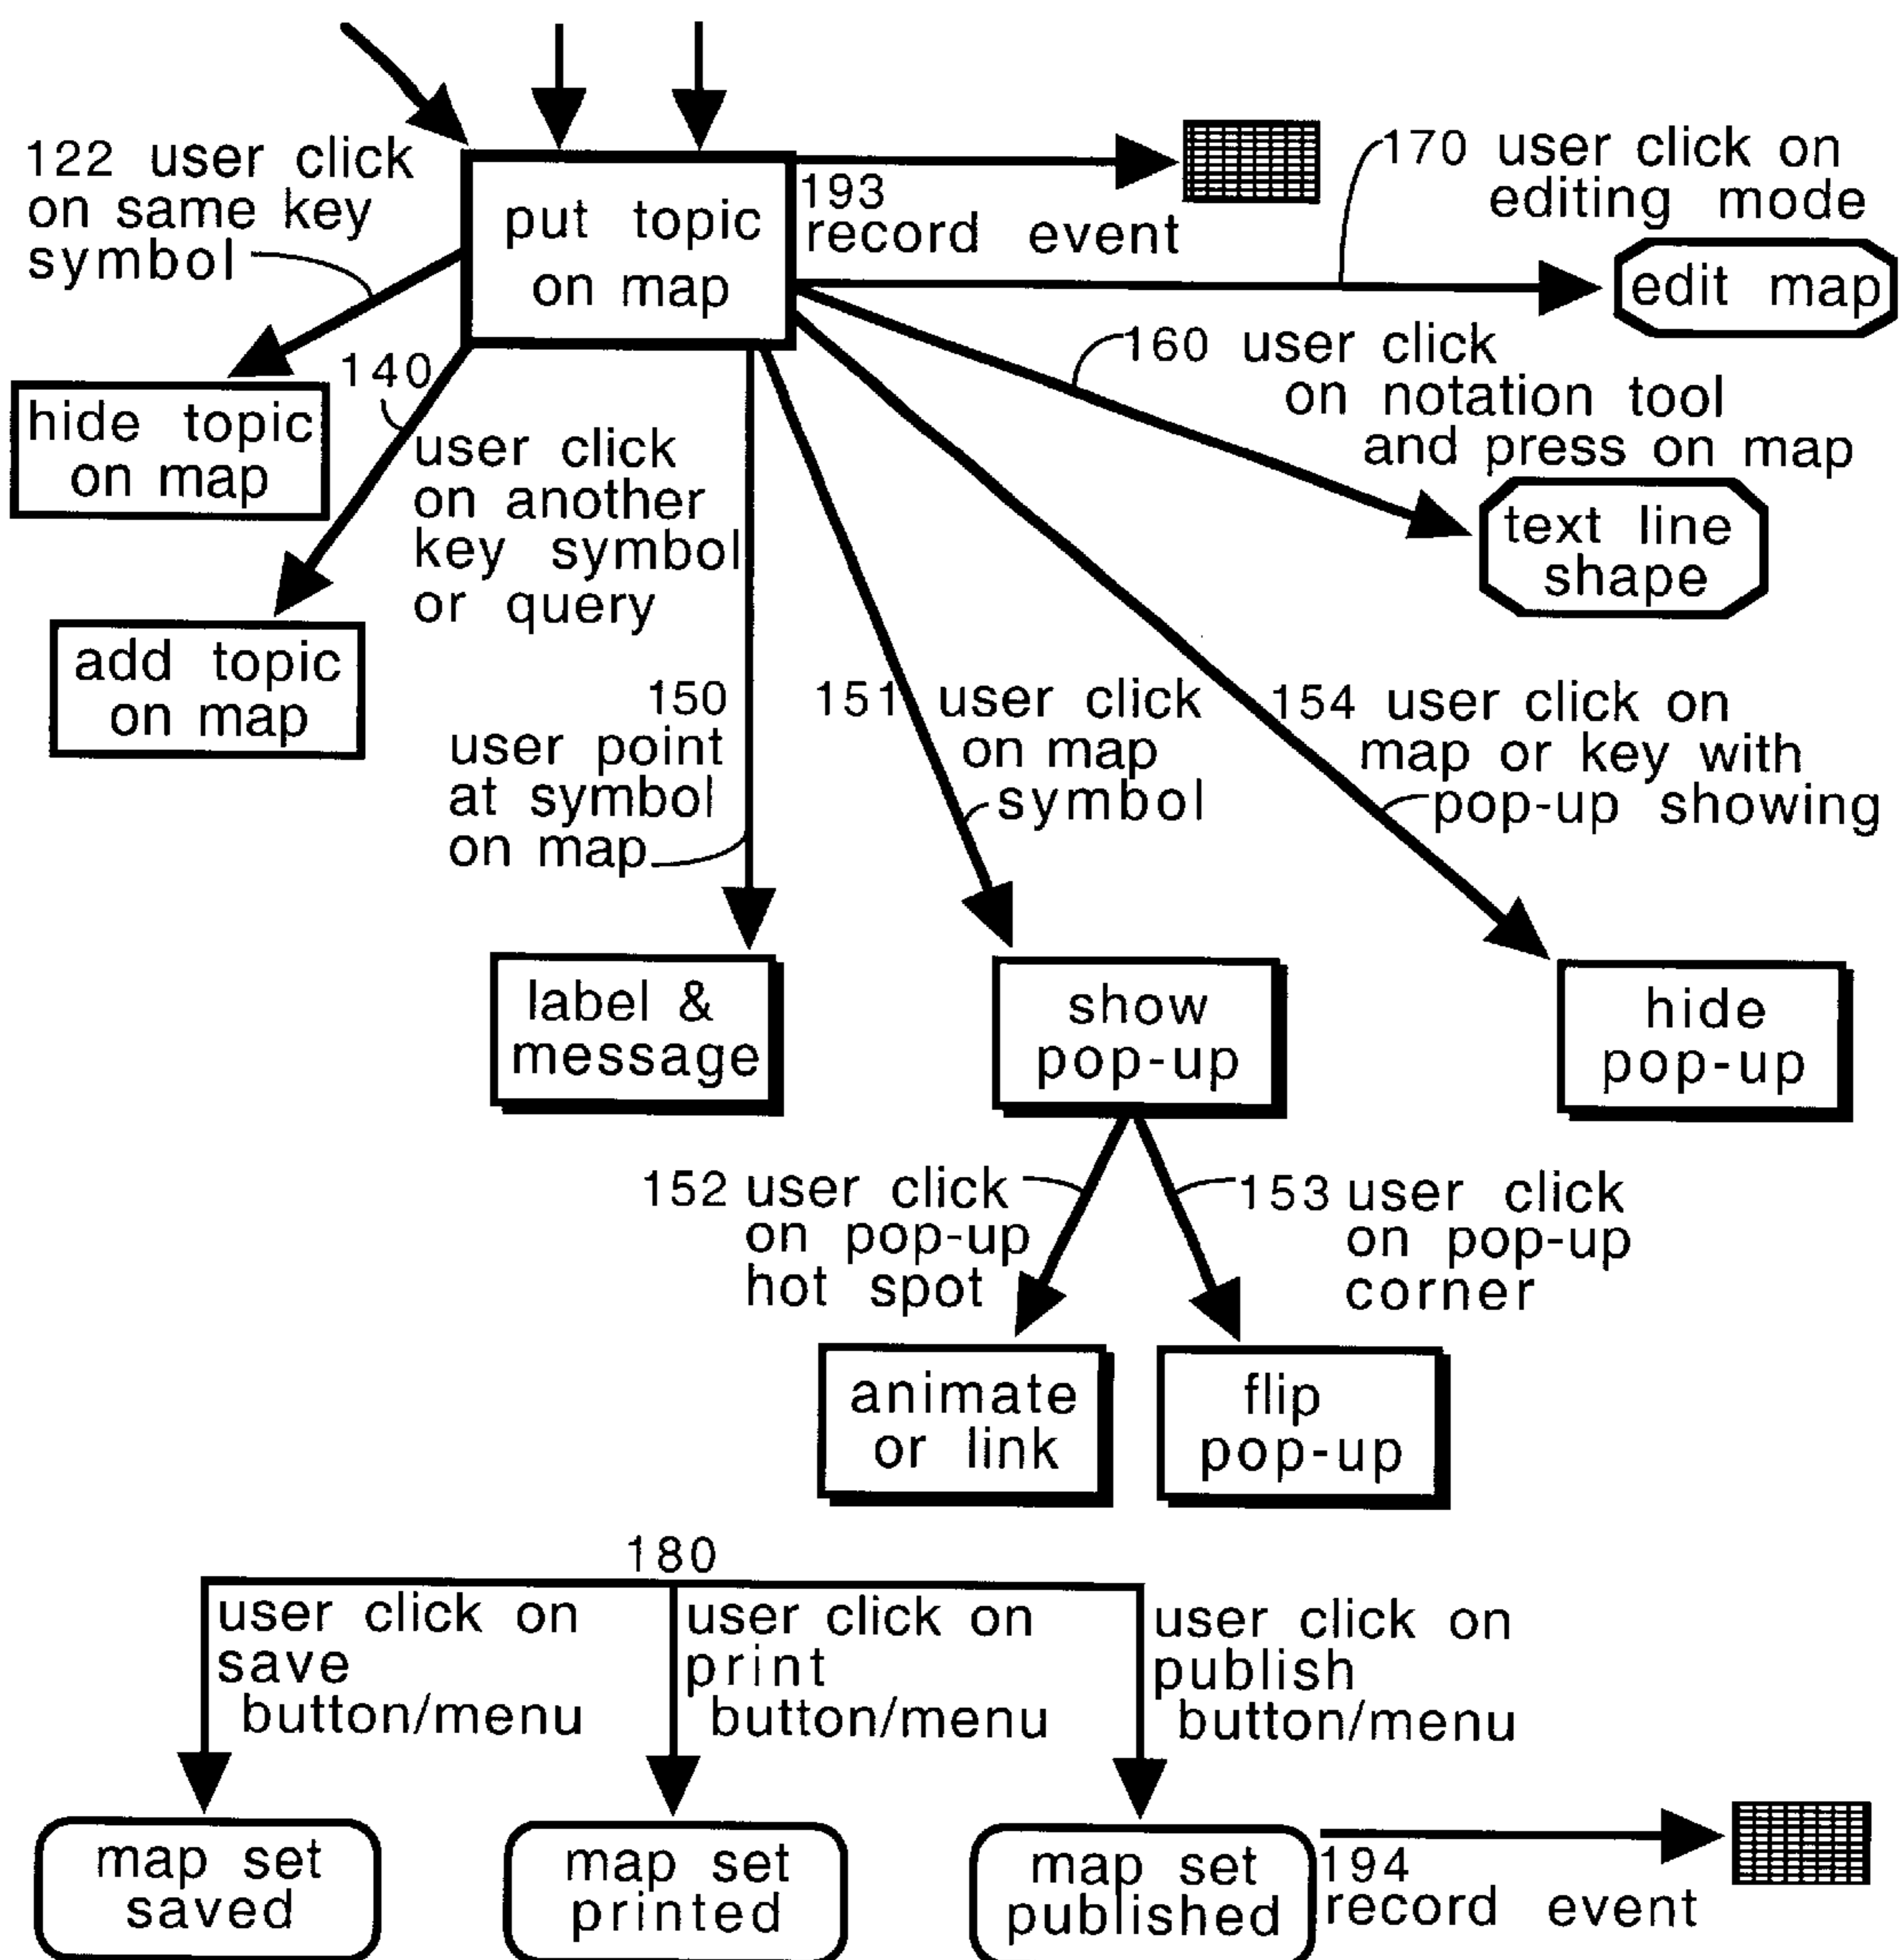 122 user click
on same key
symbol
put topic
on map
193
record event
170 user click on
editing mode
edit map
160 user click
on notation tool
and press on map
text line
shape
hide topic
on map
140
user click
on another
key symbol
or query
add topic
on map
150
user point
at symbol
on map
151 user click
on map
symbol
154 user click on
map or key with
pop-up showing
label &
message
show
pop-up
hide
pop-up
152 user click
on pop-up
hot spot
153 user click
on pop-up
corner
animate
or link
flip
pop-up
180
user click on
save
button/menu
user click on
print
button/menu
user click on
publish
button/menu
map set
saved
map set
printed
map set
published
194
record event